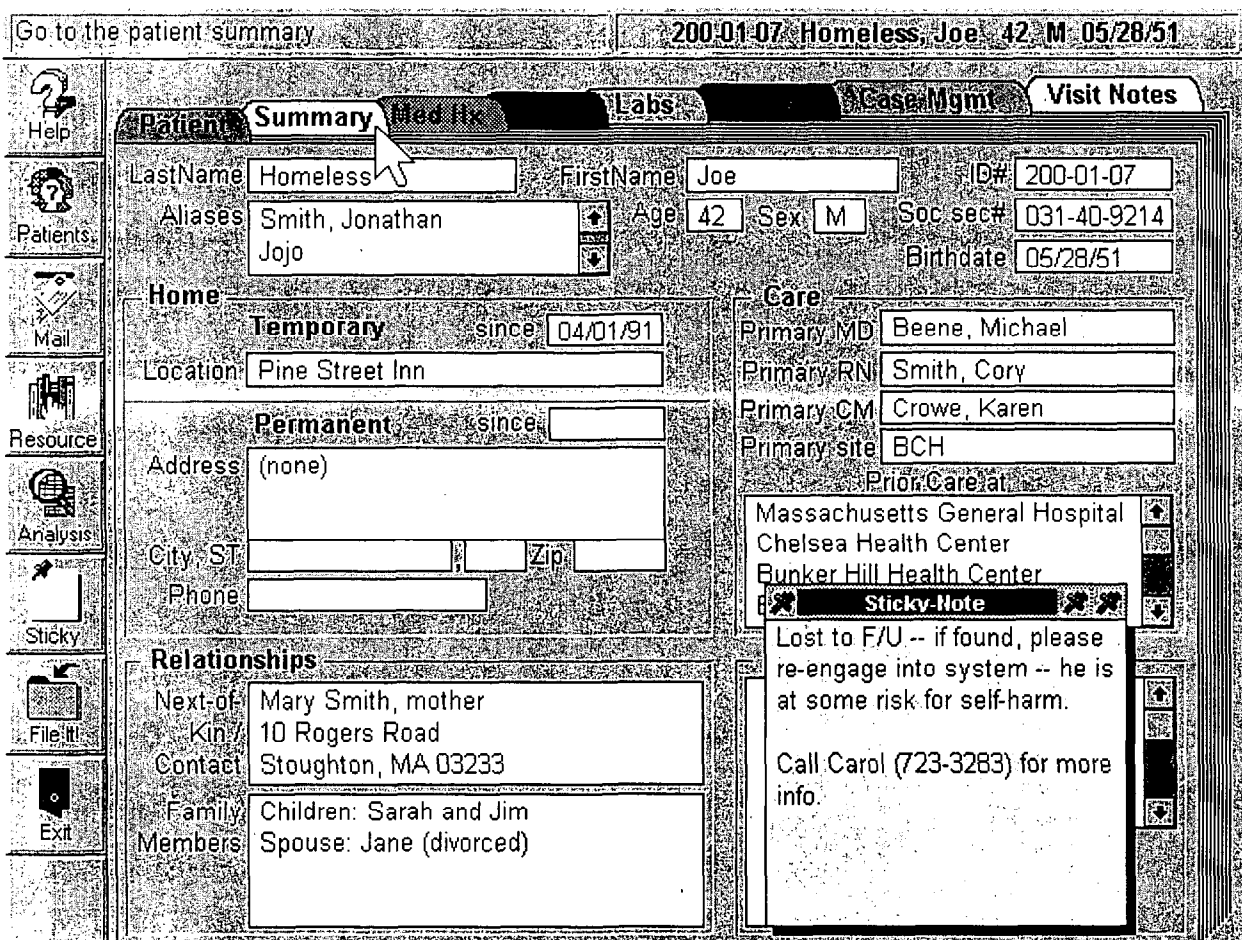 Go to the patient summary
200-01-07 Homeless, Joe 42 M 05/28/51
Help
Patients
Mail
Resource
Analysis
Sticky
File It!
Exit
Patient Summary Med Hx Labs Case Mgmt Visit Notes
LastName Homeless FirstName Joe ID# 200-01-07
Aliases Smith, Jonathan Age 42 Sex M Soc sec# 031-40-9214
Jojo Birthdate 05/28/51
Home
Temporary since 04/01/91
Location Pine Street Inn
Permanent since
Address (none)
City, ST , Zip
Phone
Care
Primary MD Beene, Michael
Primary RN Smith, Cory
Primary CM Crowe, Karen
Primary site BCH
Prior Care at
Massachusetts General Hospital
Chelsea Health Center
Bunker Hill Health Center
Relationships
Next-of- Mary Smith, mother
Kin / 10 Rogers Road
Contact Stoughton, MA 03233
Family Children: Sarah and Jim
Members Spouse: Jane (divorced)
Sticky-Note
Lost to F/U -- if found, please
re-engage into system -- he is
at some risk for self-harm.
Call Carol (723-3283) for more
info.